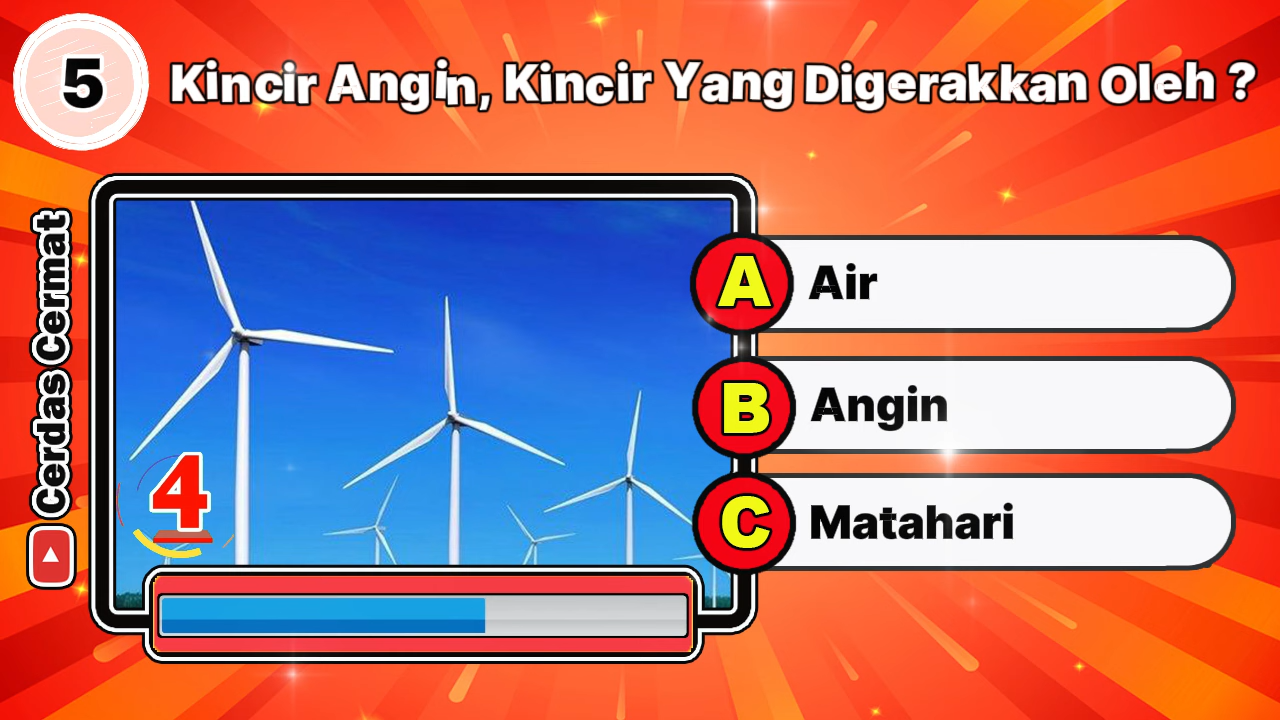 5
Kincir Angin, Kincir Yang Digerakkan Oleh ?
Cerdas Cermat
4
A Air
B Angin
C Matahari